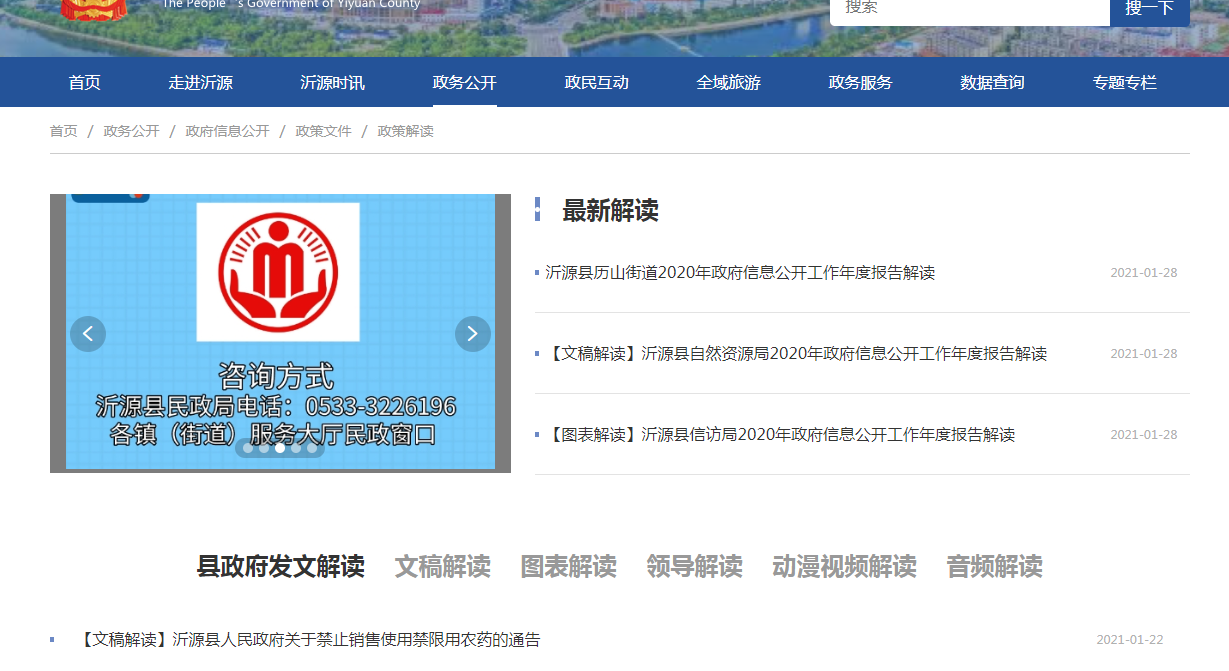 The People 's Government of Yiyuan County
搜索
搜一下
首页 走进沂源 沂源时讯 政务公开 政民互动 全域旅游 政务服务 数据查询 专题专栏
首页 / 政务公开 / 政府信息公开 / 政策文件 / 政策解读
咨询方式
沂源县民政局电话：0533-3226196
各镇（街道）服务大厅民政窗口
最新解读
沂源县历山街道2020年政府信息公开工作年度报告解读 2021-01-28
【文稿解读】沂源县自然资源局2020年政府信息公开工作年度报告解读 2021-01-28
【图表解读】沂源县信访局2020年政府信息公开工作年度报告解读 2021-01-28
县政府发文解读 文稿解读 图表解读 领导解读 动漫视频解读 音频解读
【文稿解读】沂源县人民政府关于禁止销售使用禁限用农药的通告 2021-01-22